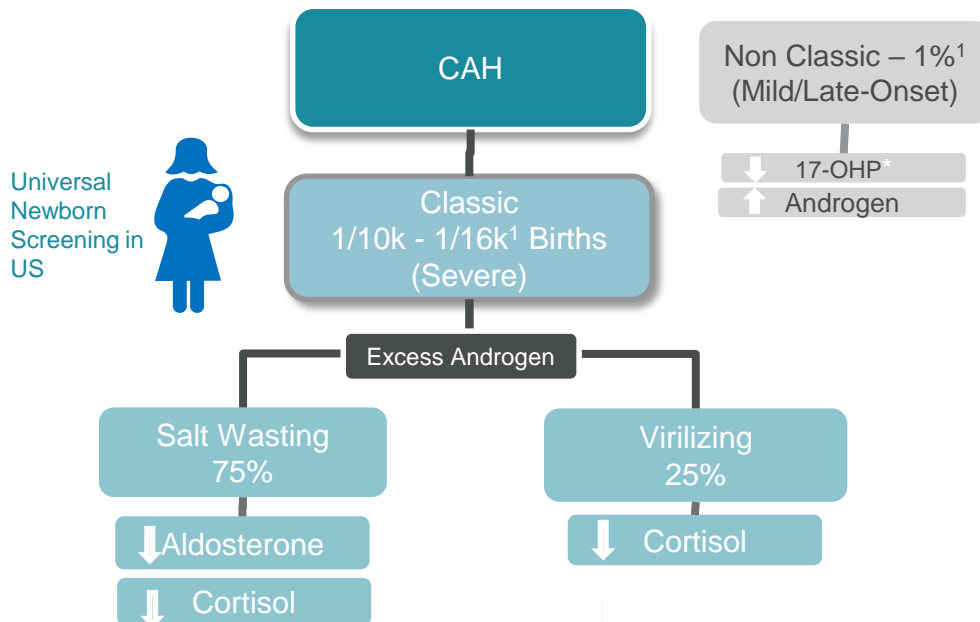 CAH
Non Classic – 1%¹
(Mild/Late-Onset)
17-OHP*
Androgen
Universal
Newborn
Screening in
US
Classic
1/10k - 1/16k¹ Births
(Severe)
Excess Androgen
Salt Wasting
75%
Virilizing
25%
Aldosterone
Cortisol
Cortisol